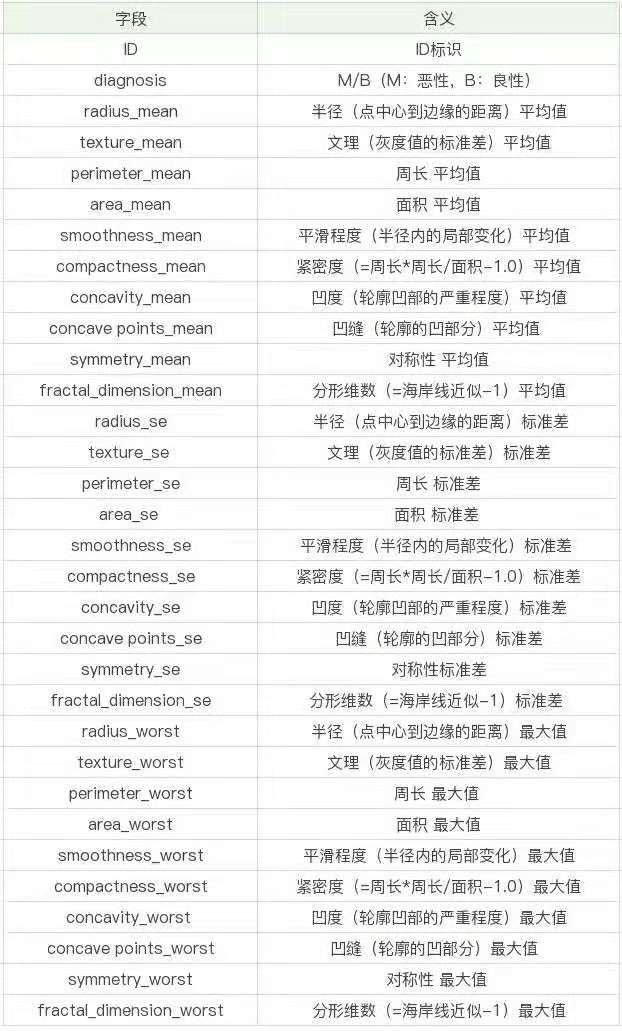 字段 含义
ID ID标识
diagnosis M/B（M：恶性，B：良性）
radius_mean 半径（点中心到边缘的距离）平均值
texture_mean 文理（灰度值的标准差）平均值
perimeter_mean 周长 平均值
area_mean 面积 平均值
smoothness_mean 平滑程度（半径内的局部变化）平均值
compactness_mean 紧密度（=周长*周长/面积-1.0）平均值
concavity_mean 凹度（轮廓凹部的严重程度）平均值
concave points_mean 凹缝（轮廓的凹部分）平均值
symmetry_mean 对称性 平均值
fractal_dimension_mean 分形维数（=海岸线近似-1）平均值
radius_se 半径（点中心到边缘的距离）标准差
texture_se 文理（灰度值的标准差）标准差
perimeter_se 周长 标准差
area_se 面积 标准差
smoothness_se 平滑程度（半径内的局部变化）标准差
compactness_se 紧密度（=周长*周长/面积-1.0）标准差
concavity_se 凹度（轮廓凹部的严重程度）标准差
concave points_se 凹缝（轮廓的凹部分）标准差
symmetry_se 对称性标准差
fractal_dimension_se 分形维数（=海岸线近似-1）标准差
radius_worst 半径（点中心到边缘的距离）最大值
texture_worst 文理（灰度值的标准差）最大值
perimeter_worst 周长 最大值
area_worst 面积 最大值
smoothness_worst 平滑程度（半径内的局部变化）最大值
compactness_worst 紧密度（=周长*周长/面积-1.0）最大值
concavity_worst 凹度（轮廓凹部的严重程度）最大值
concave points_worst 凹缝（轮廓的凹部分）最大值
symmetry_worst 对称性 最大值
fractal_dimension_worst 分形维数（=海岸线近似-1）最大值